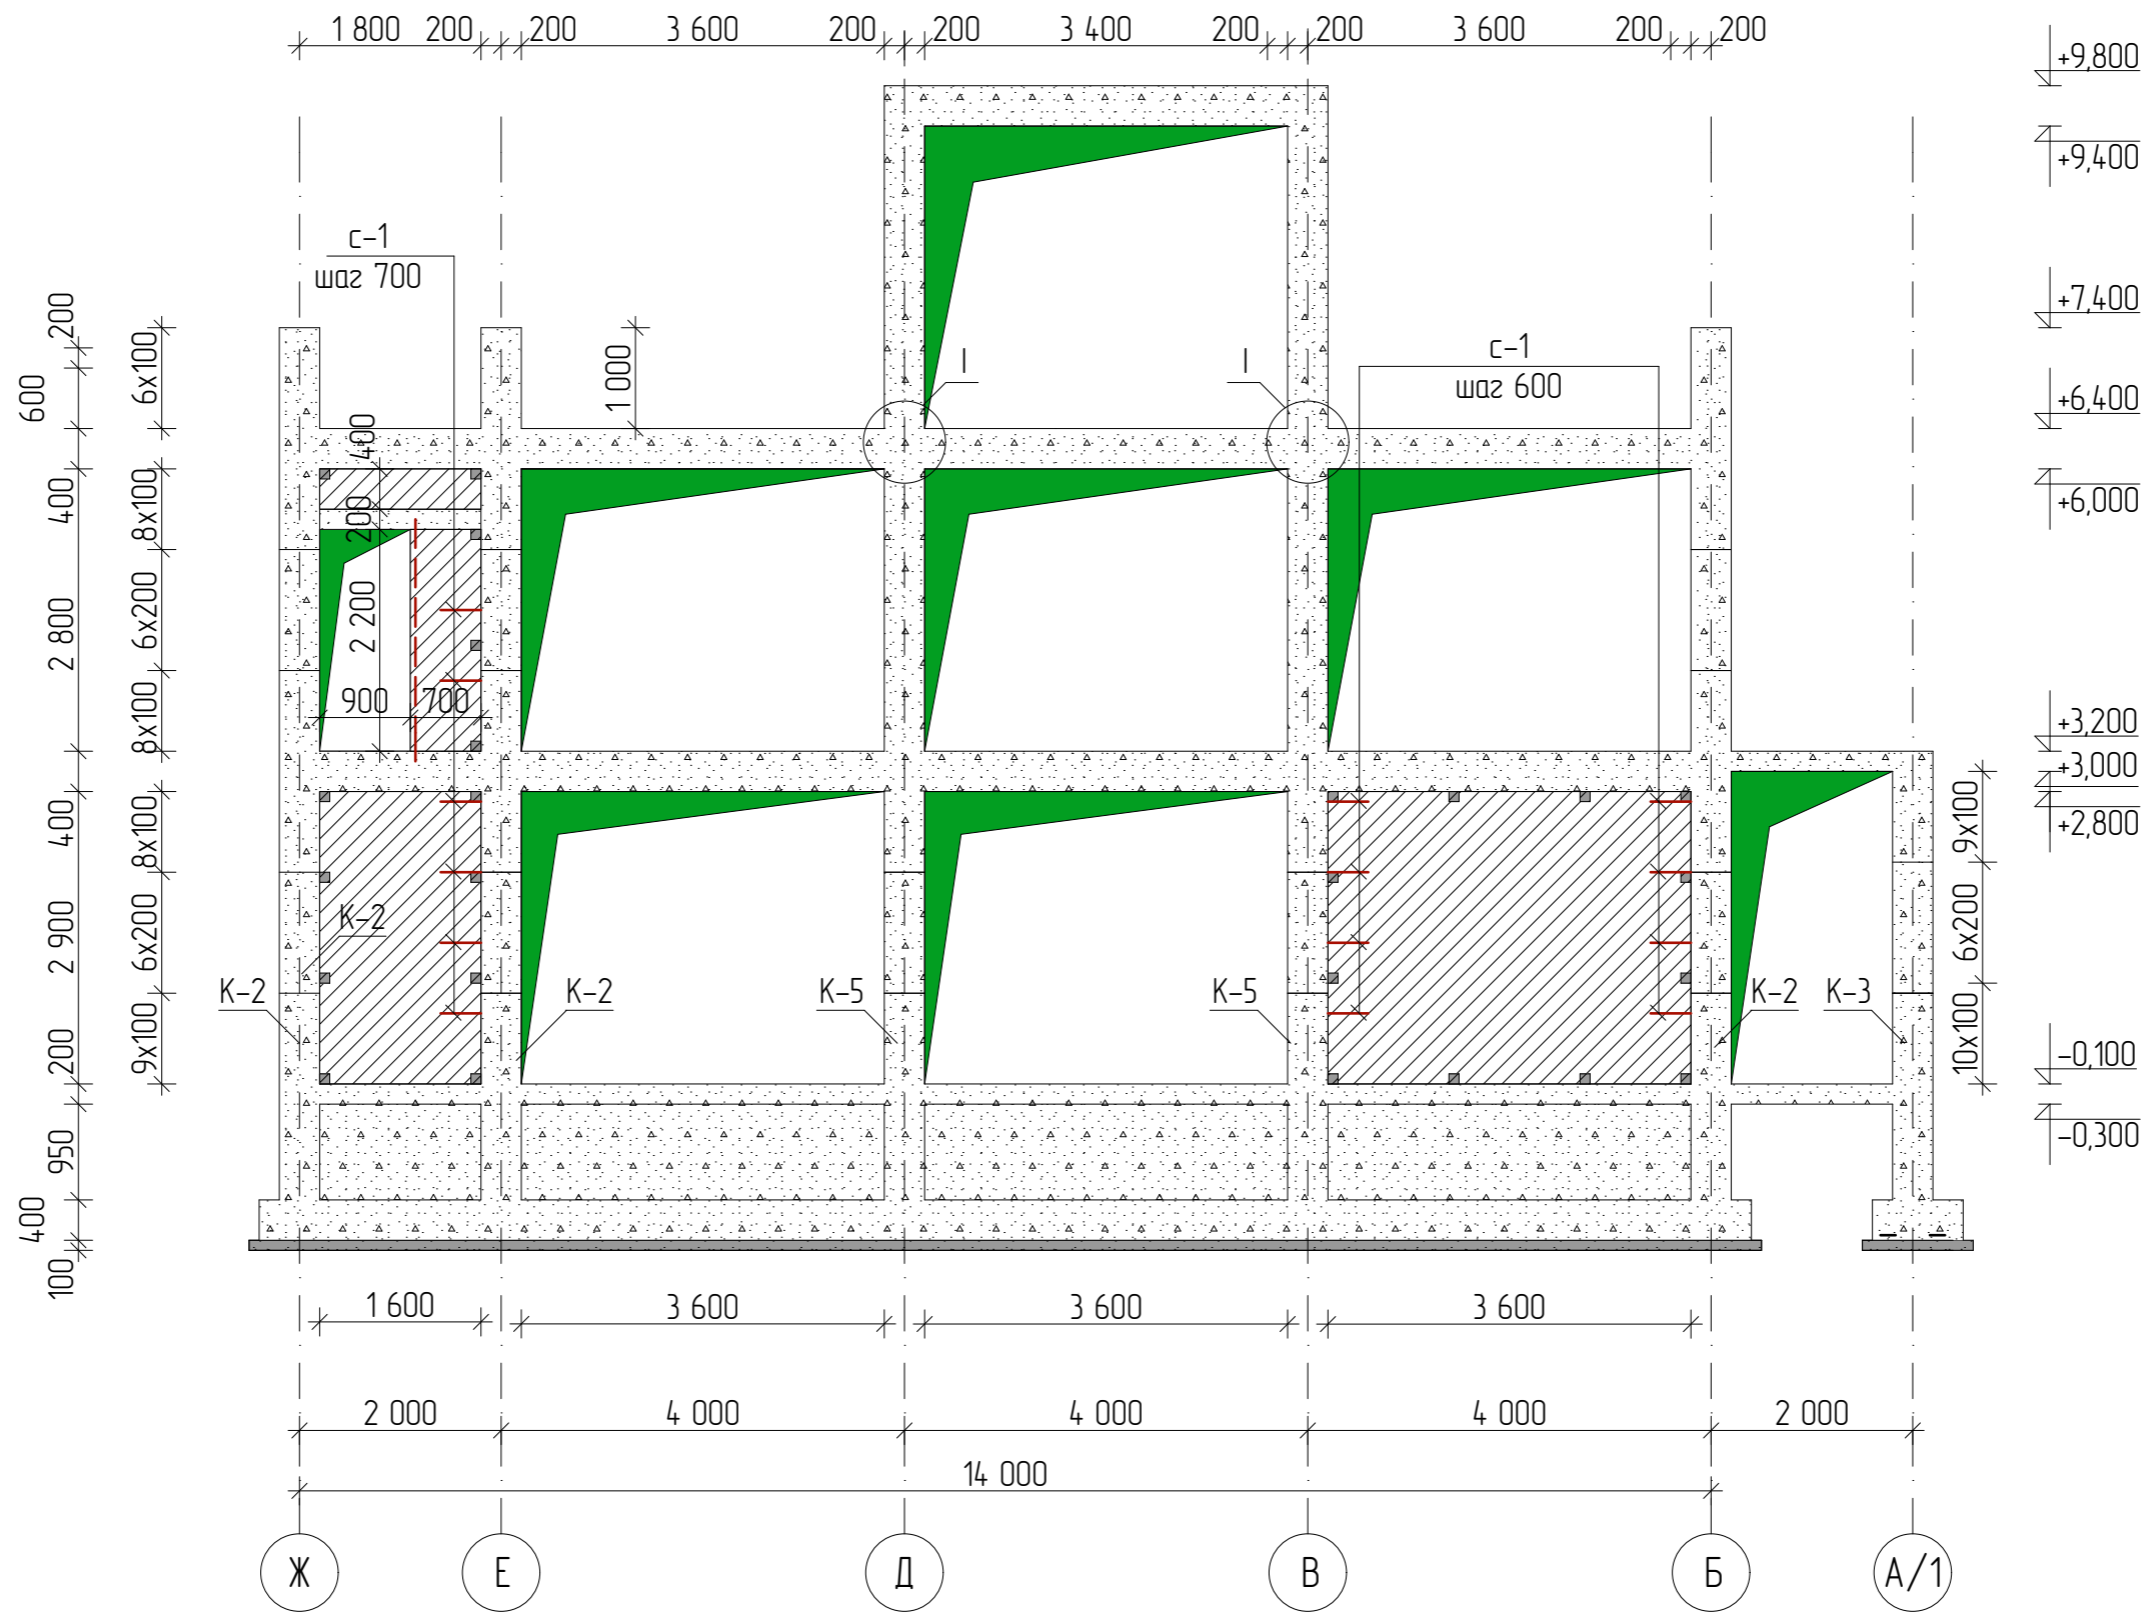 1 800 200 200 3 600 200 200 3 400 200 200 3 600 200 200
+9,800
+9,400
с-1
шаг 700
+7,400
200
600
6х100
1 000
I
I
с-1
шаг 600
+6,400
400
400
8х100
200
+6,000
2 800
6х200
2 200
900
700
8х100
+3,200
+3,000
+2,800
400
8х100
9х100
2 900
6х200
К-2
6х200
К-2
К-2
К-5
К-5
К-2
К-3
200
9х100
10х100
-0,100
-0,300
950
400
100
1 600
3 600
3 600
3 600
2 000
4 000
4 000
4 000
2 000
14 000
Ж
Е
Д
В
Б
А/1